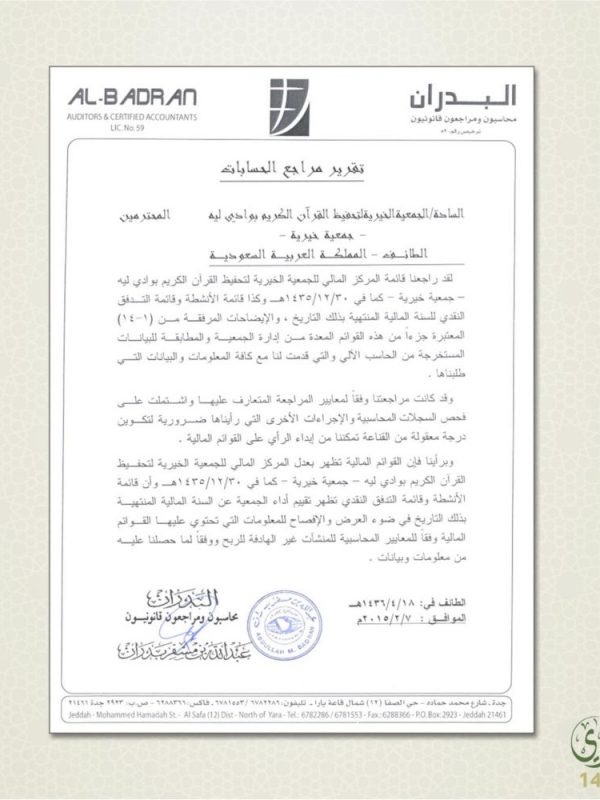 AL-BADRAN
AUDITORS & CERTIFIED ACCOUNTANTS
LIC. No: 59
البدران
محاسبون ومراجعون قانونيون
ترخيص رقم: ٥٩
تقرير مراجع الحسابات
السادة/الجمعية الخيرية لتحفيظ القرآن الكريم بوادي ليه المحترمين
- جمعية خيرية -
الطائف - المملكة العربية السعودية
لقد راجعنا قائمة المركز المالي للجمعية الخيرية لتحفيظ القرآن الكريم بوادي ليه
– جمعية خيرية – كما في ١٤٣٥/١٢/٣٠هـ وكذا قائمة الأنشطة وقائمة التدفق
النقدي للسنة المالية المنتهية بذلك التاريخ ، والإيضاحات المرفقة من (١-١٤)
المعتبرة جزءاً من هذه القوائم المعدة من إدارة الجمعية والمطابقة للبيانات
المستخرجة من الحاسب الآلي والتي قدمت لنا مع كافة المعلومات والبيانات التي
طلبناها .
وقد كانت مراجعتنا وفقاً لمعايير المراجعة المتعارف عليها واشتملت على
فحص السجلات المحاسبية والإجراءات الأخرى التي رأيناها ضرورية لتكوين
درجة معقولة من القناعة تمكننا من إبداء الرأي على القوائم المالية .
وبرأينا فإن القوائم المالية تظهر بعدل المركز المالي للجمعية الخيرية لتحفيظ
القرآن الكريم بوادي ليه – جمعية خيرية – كما في ١٤٣٥/١٢/٣٠هـ وأن قائمة
الأنشطة وقائمة التدفق النقدي تظهر تقييم أداء الجمعية عن السنة المالية المنتهية
بذلك التاريخ في ضوء العرض والإفصاح للمعلومات التي تحتوي عليها القوائم
المالية وفقاً للمعايير المحاسبية للمنشآت غير الهادفة للربح ووفقاً لما حصلنا عليه
من معلومات وبيانات .
الطائف في: ١٤٣٦/٤/١٨هـ
الموافق : ٢٠١٥/٢/٧م
البدران
محاسبون ومراجعون قانونيون
عبدالله بن مسفر بدران
ABDULLAH M. BADRAN
جدة . شارع محمد حماده - حي الصفا (١٢) شمال قاعة يارا - تليفون: ٦٧٨٢٢٨٦ / ٦٧٨١٥٥٣ - فاكس: ٦٢٨٨٣٦٦ - ص.ب: ٢٩٢٣ جدة ٢١٤٦١
Jeddah - Mohammed Hamadah St. - Al Safa (12) Dist - North of Yara - Tel.: 6782286 / 6781553 - Fax.: 6288366 - P.O. Box: 2923 - Jeddah 21461
14